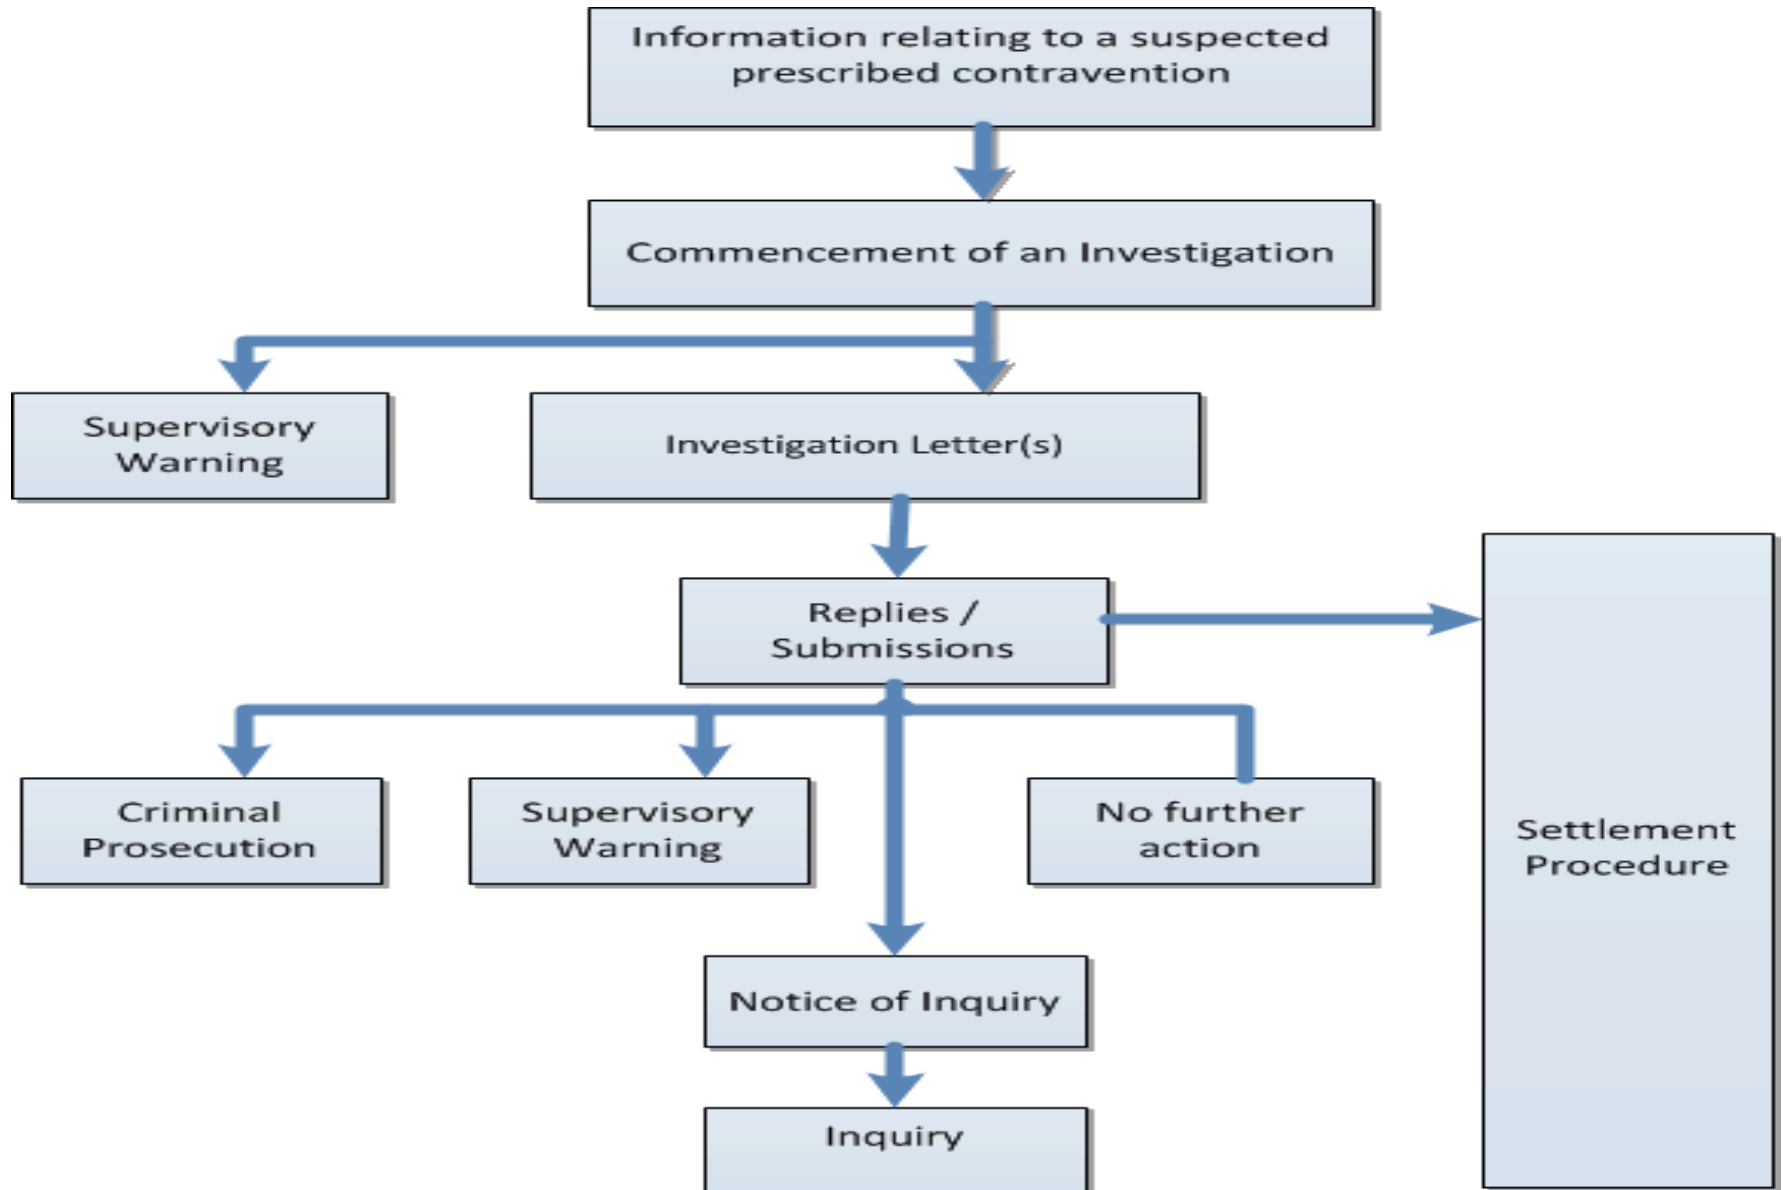 Information relating to a suspected
prescribed contravention
Commencement of an Investigation
Supervisory
Warning
Investigation Letter(s)
Replies /
Submissions
Criminal
Prosecution
Supervisory
Warning
No further
action
Settlement
Procedure
Notice of Inquiry
Inquiry